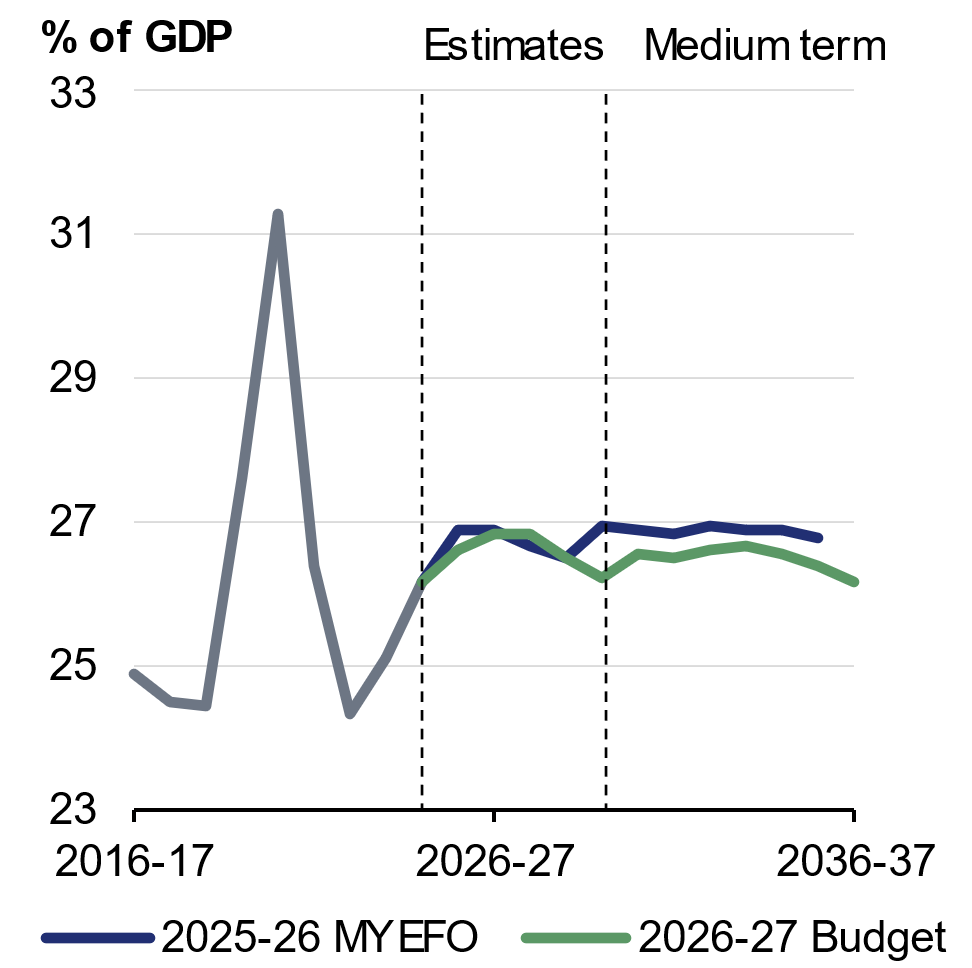 % of GDP
Estimates
Medium term
33
31
29
27
25
23
2016-17
2026-27
2036-37
2025-26 MYEFO
2026-27 Budget